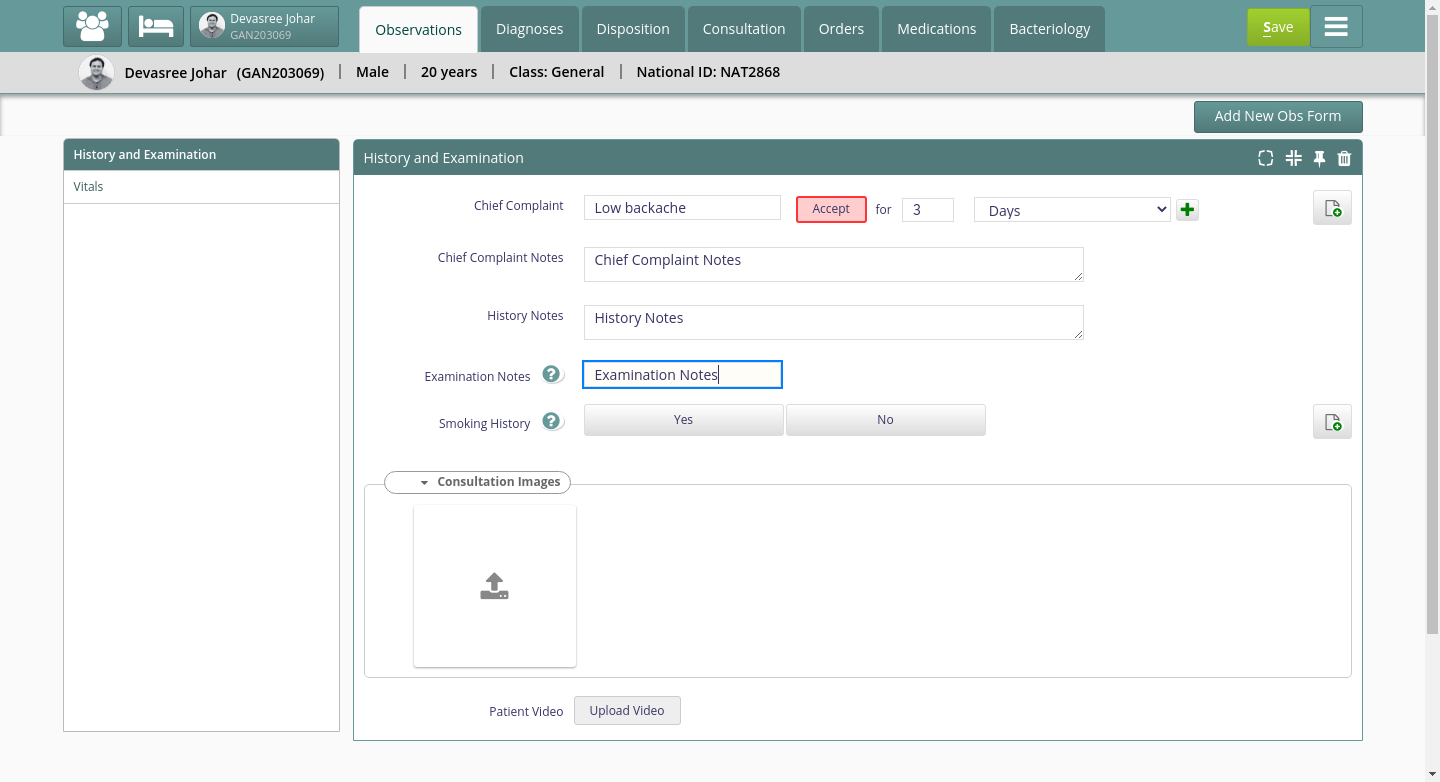 Devasree Johar
GAN203069
Observations
Diagnoses
Disposition
Consultation
Orders
Medications
Bacteriology
Save
Devasree Johar (GAN203069) | Male | 20 years | Class: General | National ID: NAT2868
Add New Obs Form
History and Examination
Vitals
History and Examination
Chief Complaint Low backache Accept for 3 Days
Chief Complaint Notes Chief Complaint Notes
History Notes History Notes
Examination Notes ? Examination Notes
Smoking History ? Yes No
Consultation Images
Patient Video Upload Video